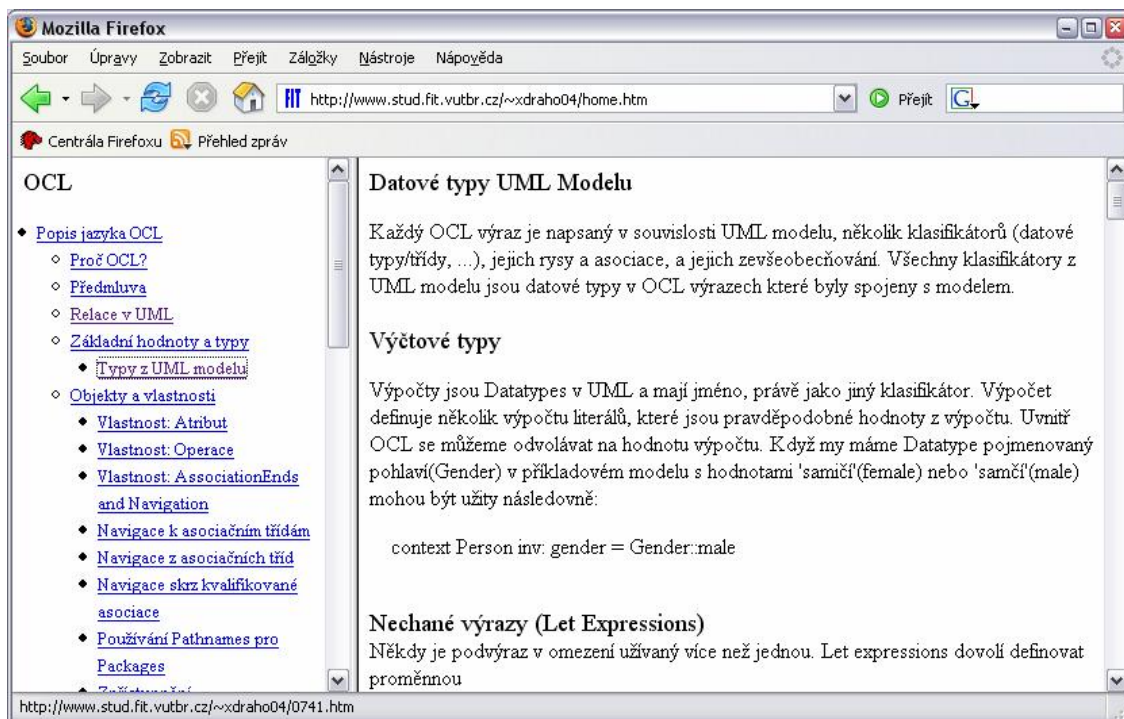 Mozilla Firefox
Soubor Úpravy Zobrazit Přejít Záložky Nástroje Nápověda
FIT http://www.stud.fit.vutbr.cz/~xdraho04/home.htm Přejít G
Centrála Firefoxu Přehled zpráv
OCL
Popis jazyka OCL
Proč OCL?
Předmluva
Relace v UML
Základní hodnoty a typy
Typy z UML modelu
Objekty a vlastnosti
Vlastnost: Atribut
Vlastnost: Operace
Vlastnost: AssociationEnds
and Navigation
Navigace k asociačním třídám
Navigace z asociačních tříd
Navigace skrz kvalifikované
asociace
Používání Pathnames pro
Packages
Datové typy UML Modelu
Každý OCL výraz je napsaný v souvislosti UML modelu, několik klasifikátorů (datové
typy/třídy, ...), jejich rysy a asociace, a jejich zevšeobecňování. Všechny klasifikátory z
UML modelu jsou datové typy v OCL výrazech které byly spojeny s modelem.
Výčtové typy
Výpočty jsou Datatypes v UML a mají jméno, právě jako jiný klasifikátor. Výpočet
definuje několik výpočtu literálů, které jsou pravděpodobné hodnoty z výpočtu. Uvnitř
OCL se můžeme odvolávat na hodnotu výpočtu. Když my máme Datatype pojmenovaný
pohlaví(Gender) v příkladovém modelu s hodnotami 'samičí'(female) nebo 'samčí'(male)
mohou být užity následovně:
context Person inv: gender = Gender::male
Nechané výrazy (Let Expressions)
Někdy je podvýraz v omezení užívaný více než jednou. Let expressions dovolí definovat
proměnnou
http://www.stud.fit.vutbr.cz/~xdraho04/0741.htm